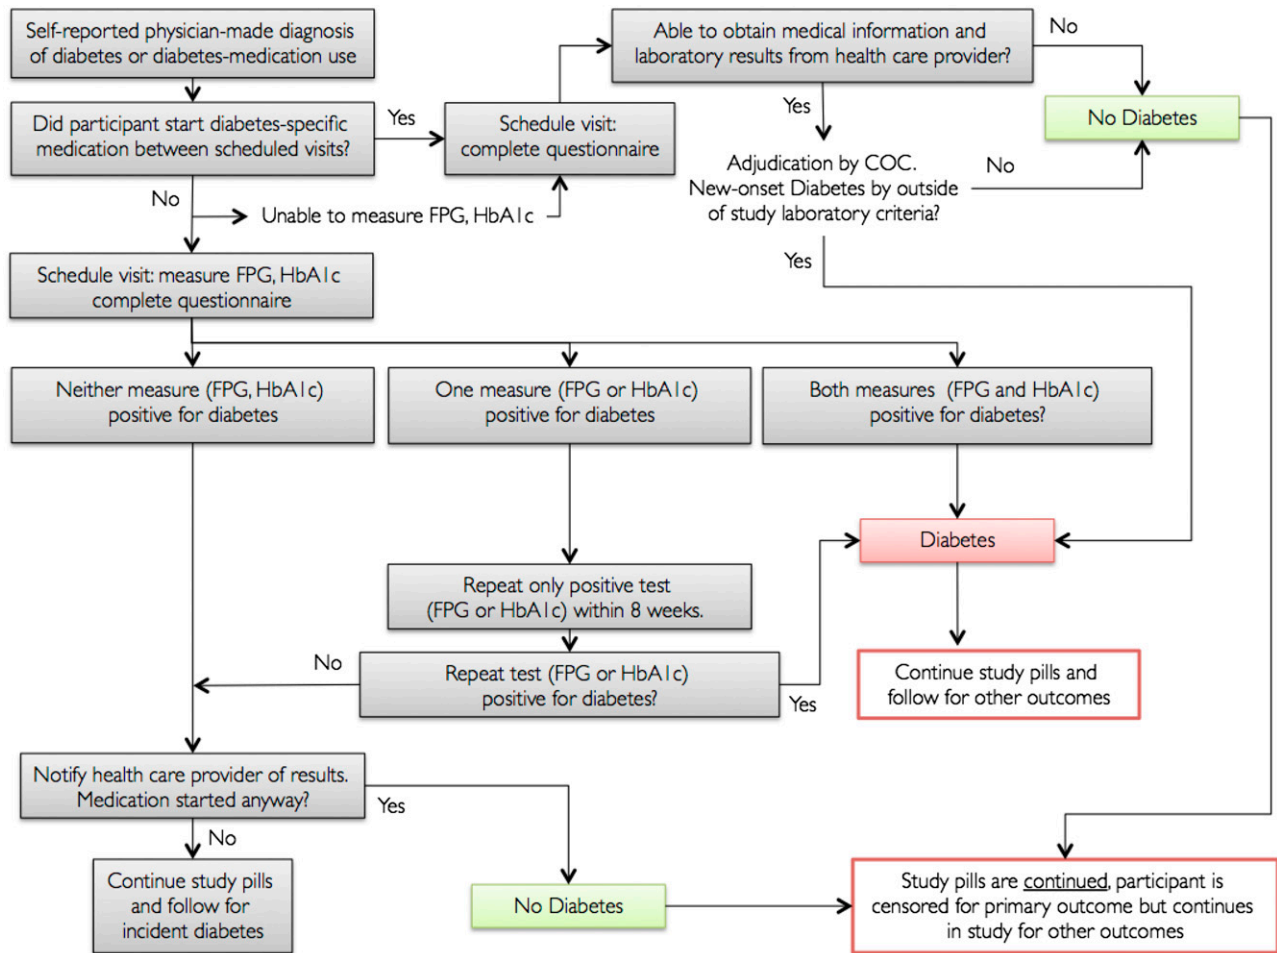 Self-reported physician-made diagnosis
of diabetes or diabetes-medication use
Able to obtain medical information and
laboratory results from health care provider?
No
Did participant start diabetes-specific
medication between scheduled visits?
Yes
Schedule visit:
complete questionnaire
Yes
No Diabetes
No
Unable to measure FPG, HbA1c
Adjudication by COC.
New-onset Diabetes by outside
of study laboratory criteria?
No
Yes
Schedule visit: measure FPG, HbA1c
complete questionnaire
Neither measure (FPG, HbA1c)
positive for diabetes
One measure (FPG or HbA1c)
positive for diabetes
Both measures (FPG and HbA1c)
positive for diabetes?
Diabetes
Repeat only positive test
(FPG or HbA1c) within 8 weeks.
No
Repeat test (FPG or HbA1c)
positive for diabetes?
Yes
Continue study pills and
follow for other outcomes
Notify health care provider of results.
Medication started anyway?
Yes
No
Continue study pills
and follow for
incident diabetes
No Diabetes
Study pills are continued, participant is
censored for primary outcome but continues
in study for other outcomes